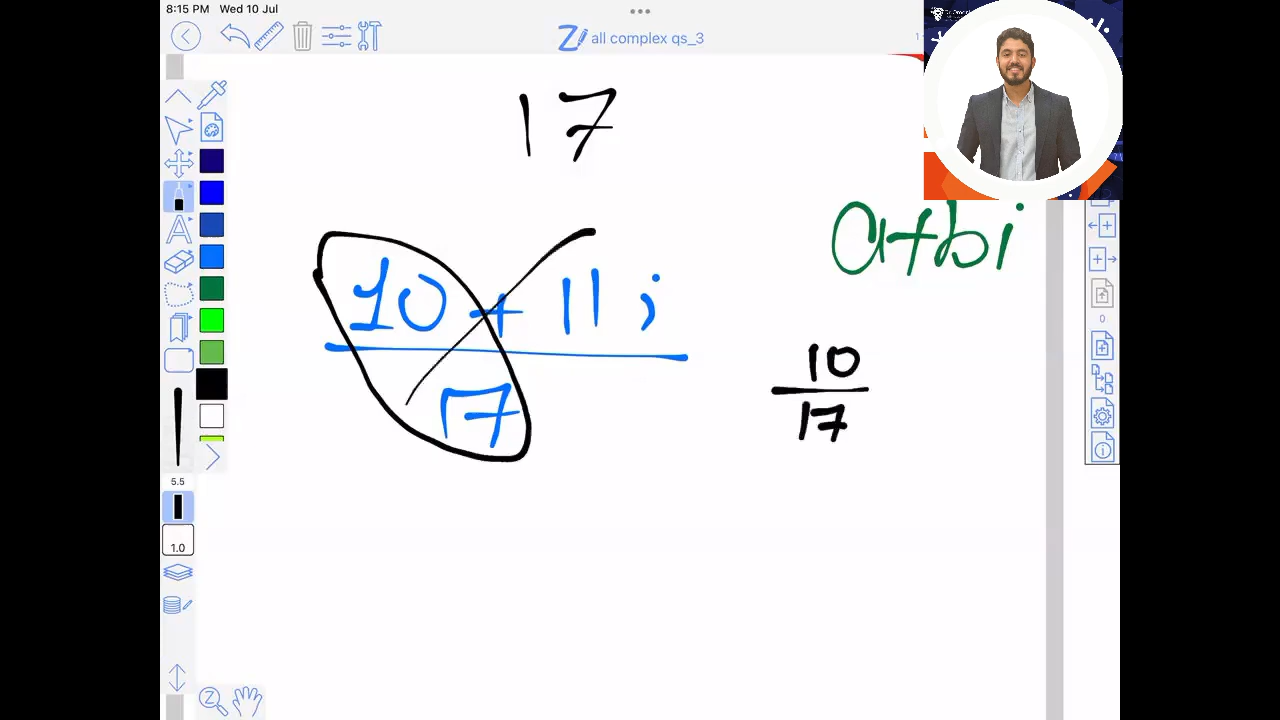 8:15 PM Wed 10 Jul
all complex qs_3
17
a+bi
10 + 11 i
17
10
17
5.5
1.0
0